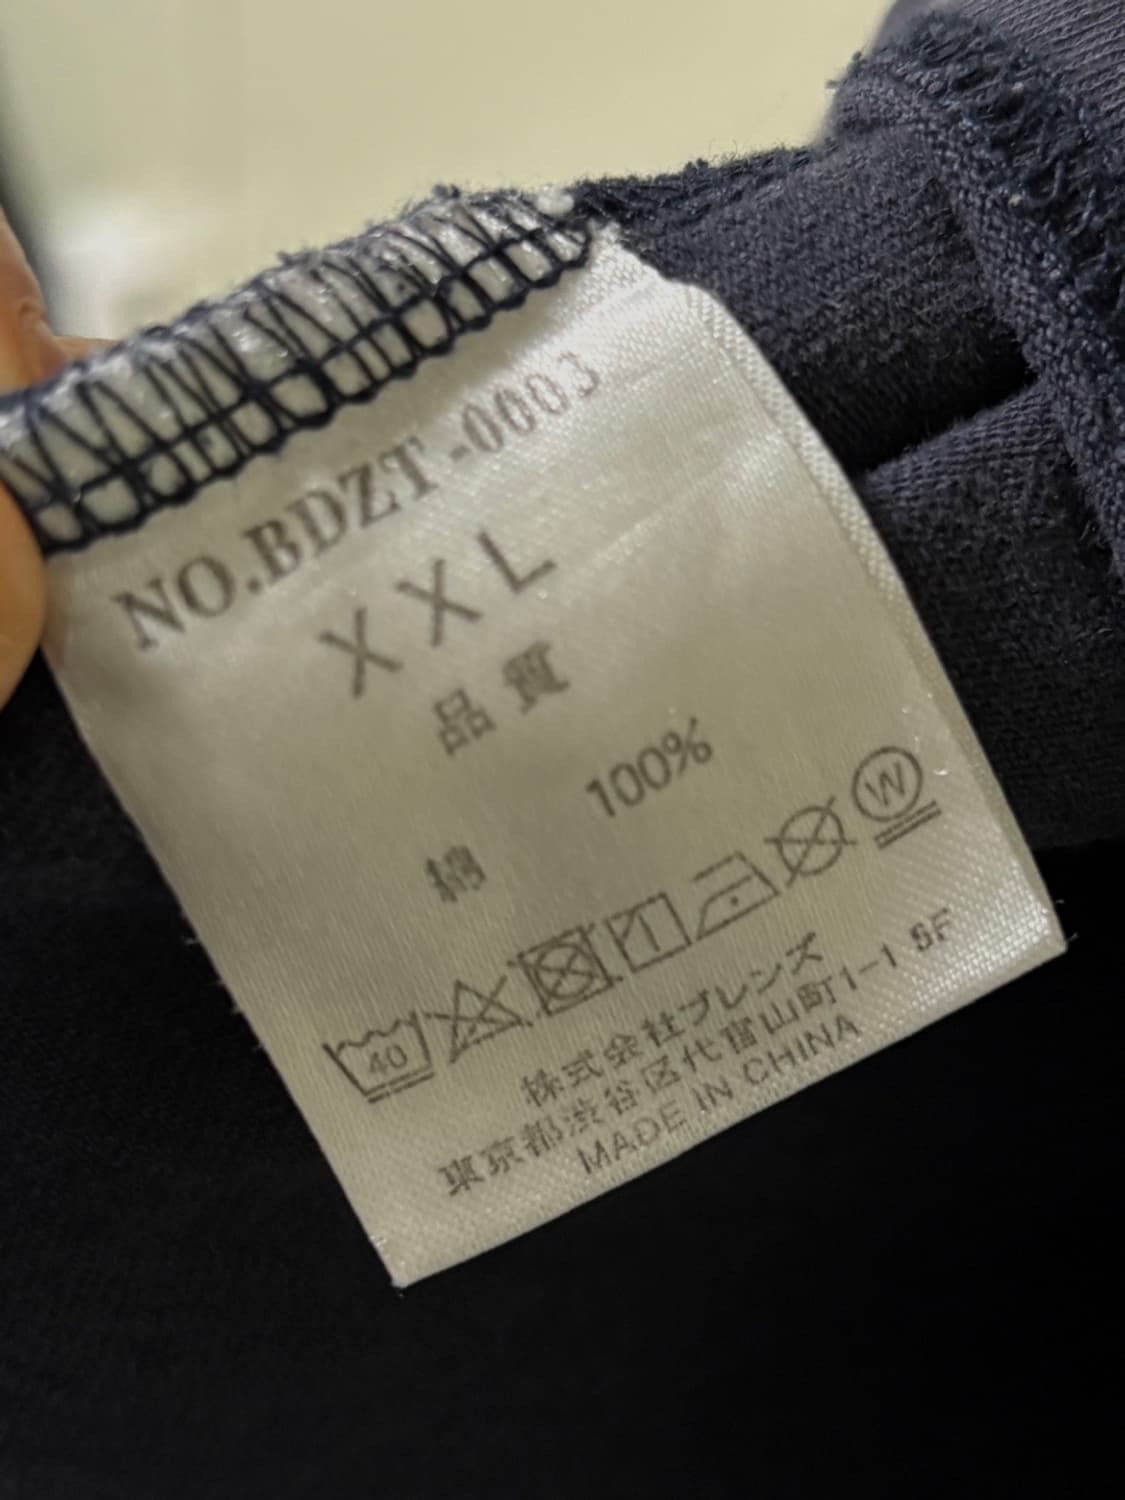 NO.BDZT-0003
XXL
品質
綿 100%
40 W
株式会社ブレンズ
東京都渋谷区代官山町1-1 5F
MADE IN CHINA